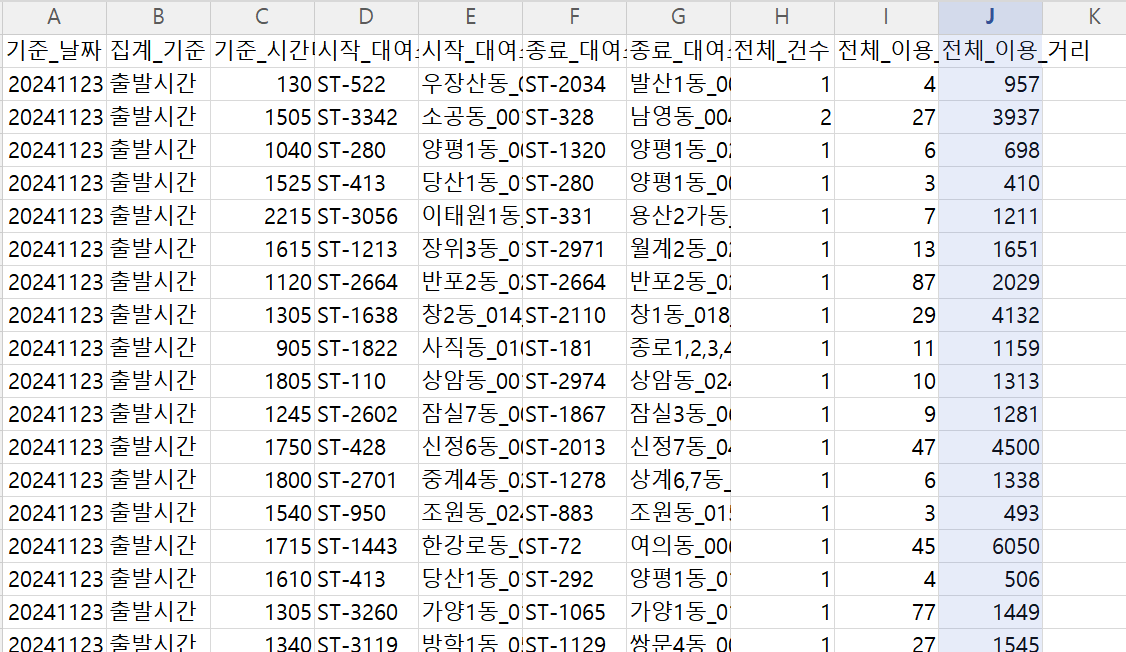 A B C D E F G H I J K
기준_날짜 집계_기준 기준_시간 시작_대여 시작_대여 종료_대여 종료_대여 전체_건수 전체_이용_ 전체_이용_거리
20241123 출발시간 130 ST-522 우장산동_ ST-2034 발산1동_0 1 4 957
20241123 출발시간 1505 ST-3342 소공동_00 ST-328 남영동_00 2 27 3937
20241123 출발시간 1040 ST-280 양평1동_0 ST-1320 양평1동_0 1 6 698
20241123 출발시간 1525 ST-413 당산1동_0 ST-280 양평1동_0 1 3 410
20241123 출발시간 2215 ST-3056 이태원1동_ ST-331 용산2가동_ 1 7 1211
20241123 출발시간 1615 ST-1213 장위3동_0 ST-2971 월계2동_0 1 13 1651
20241123 출발시간 1120 ST-2664 반포2동_0 ST-2664 반포2동_0 1 87 2029
20241123 출발시간 1305 ST-1638 창2동_014_ ST-2110 창1동_018_ 1 29 4132
20241123 출발시간 905 ST-1822 사직동_01 ST-181 종로1,2,3,4 1 11 1159
20241123 출발시간 1805 ST-110 상암동_00 ST-2974 상암동_02 1 10 1313
20241123 출발시간 1245 ST-2602 잠실7동_0 ST-1867 잠실3동_0 1 9 1281
20241123 출발시간 1750 ST-428 신정6동_0 ST-2013 신정7동_0 1 47 4500
20241123 출발시간 1800 ST-2701 중계4동_0 ST-1278 상계6,7동_ 1 6 1338
20241123 출발시간 1540 ST-950 조원동_02 ST-883 조원동_01 1 3 493
20241123 출발시간 1715 ST-1443 한강로동_ ST-72 여의동_00 1 45 6050
20241123 출발시간 1610 ST-413 당산1동_0 ST-292 양평1동_0 1 4 506
20241123 출발시간 1305 ST-3260 가양1동_0 ST-1065 가양1동_0 1 77 1449
20241123 출발시간 1340 ST-3119 방학1동_0 ST-1129 쌍문4동_0 1 27 1545